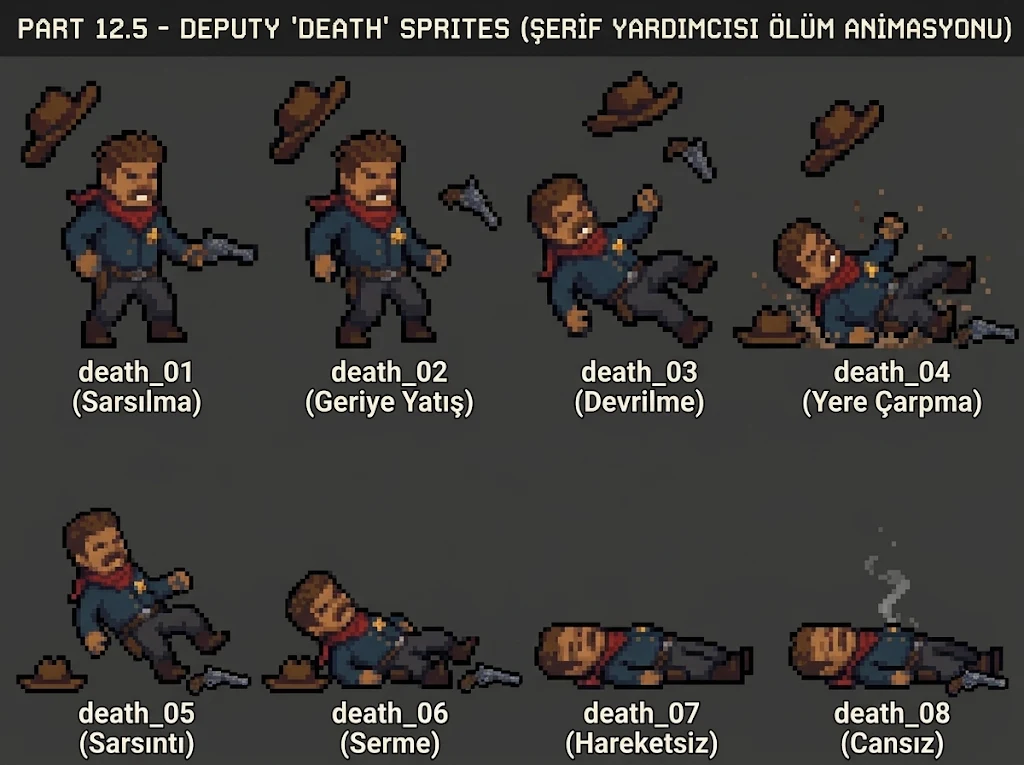 PART 12.5 - DEPUTY 'DEATH' SPRITES (ŞERİF YARDIMCISI ÖLÜM ANİMASYONU)
death_01
(Sarsılma)
death_02
(Geriye Yatış)
death_03
(Devrilme)
death_04
(Yere Çarpma)
death_05
(Sarsıntı)
death_06
(Serme)
death_07
(Hareketsiz)
death_08
(Cansız)